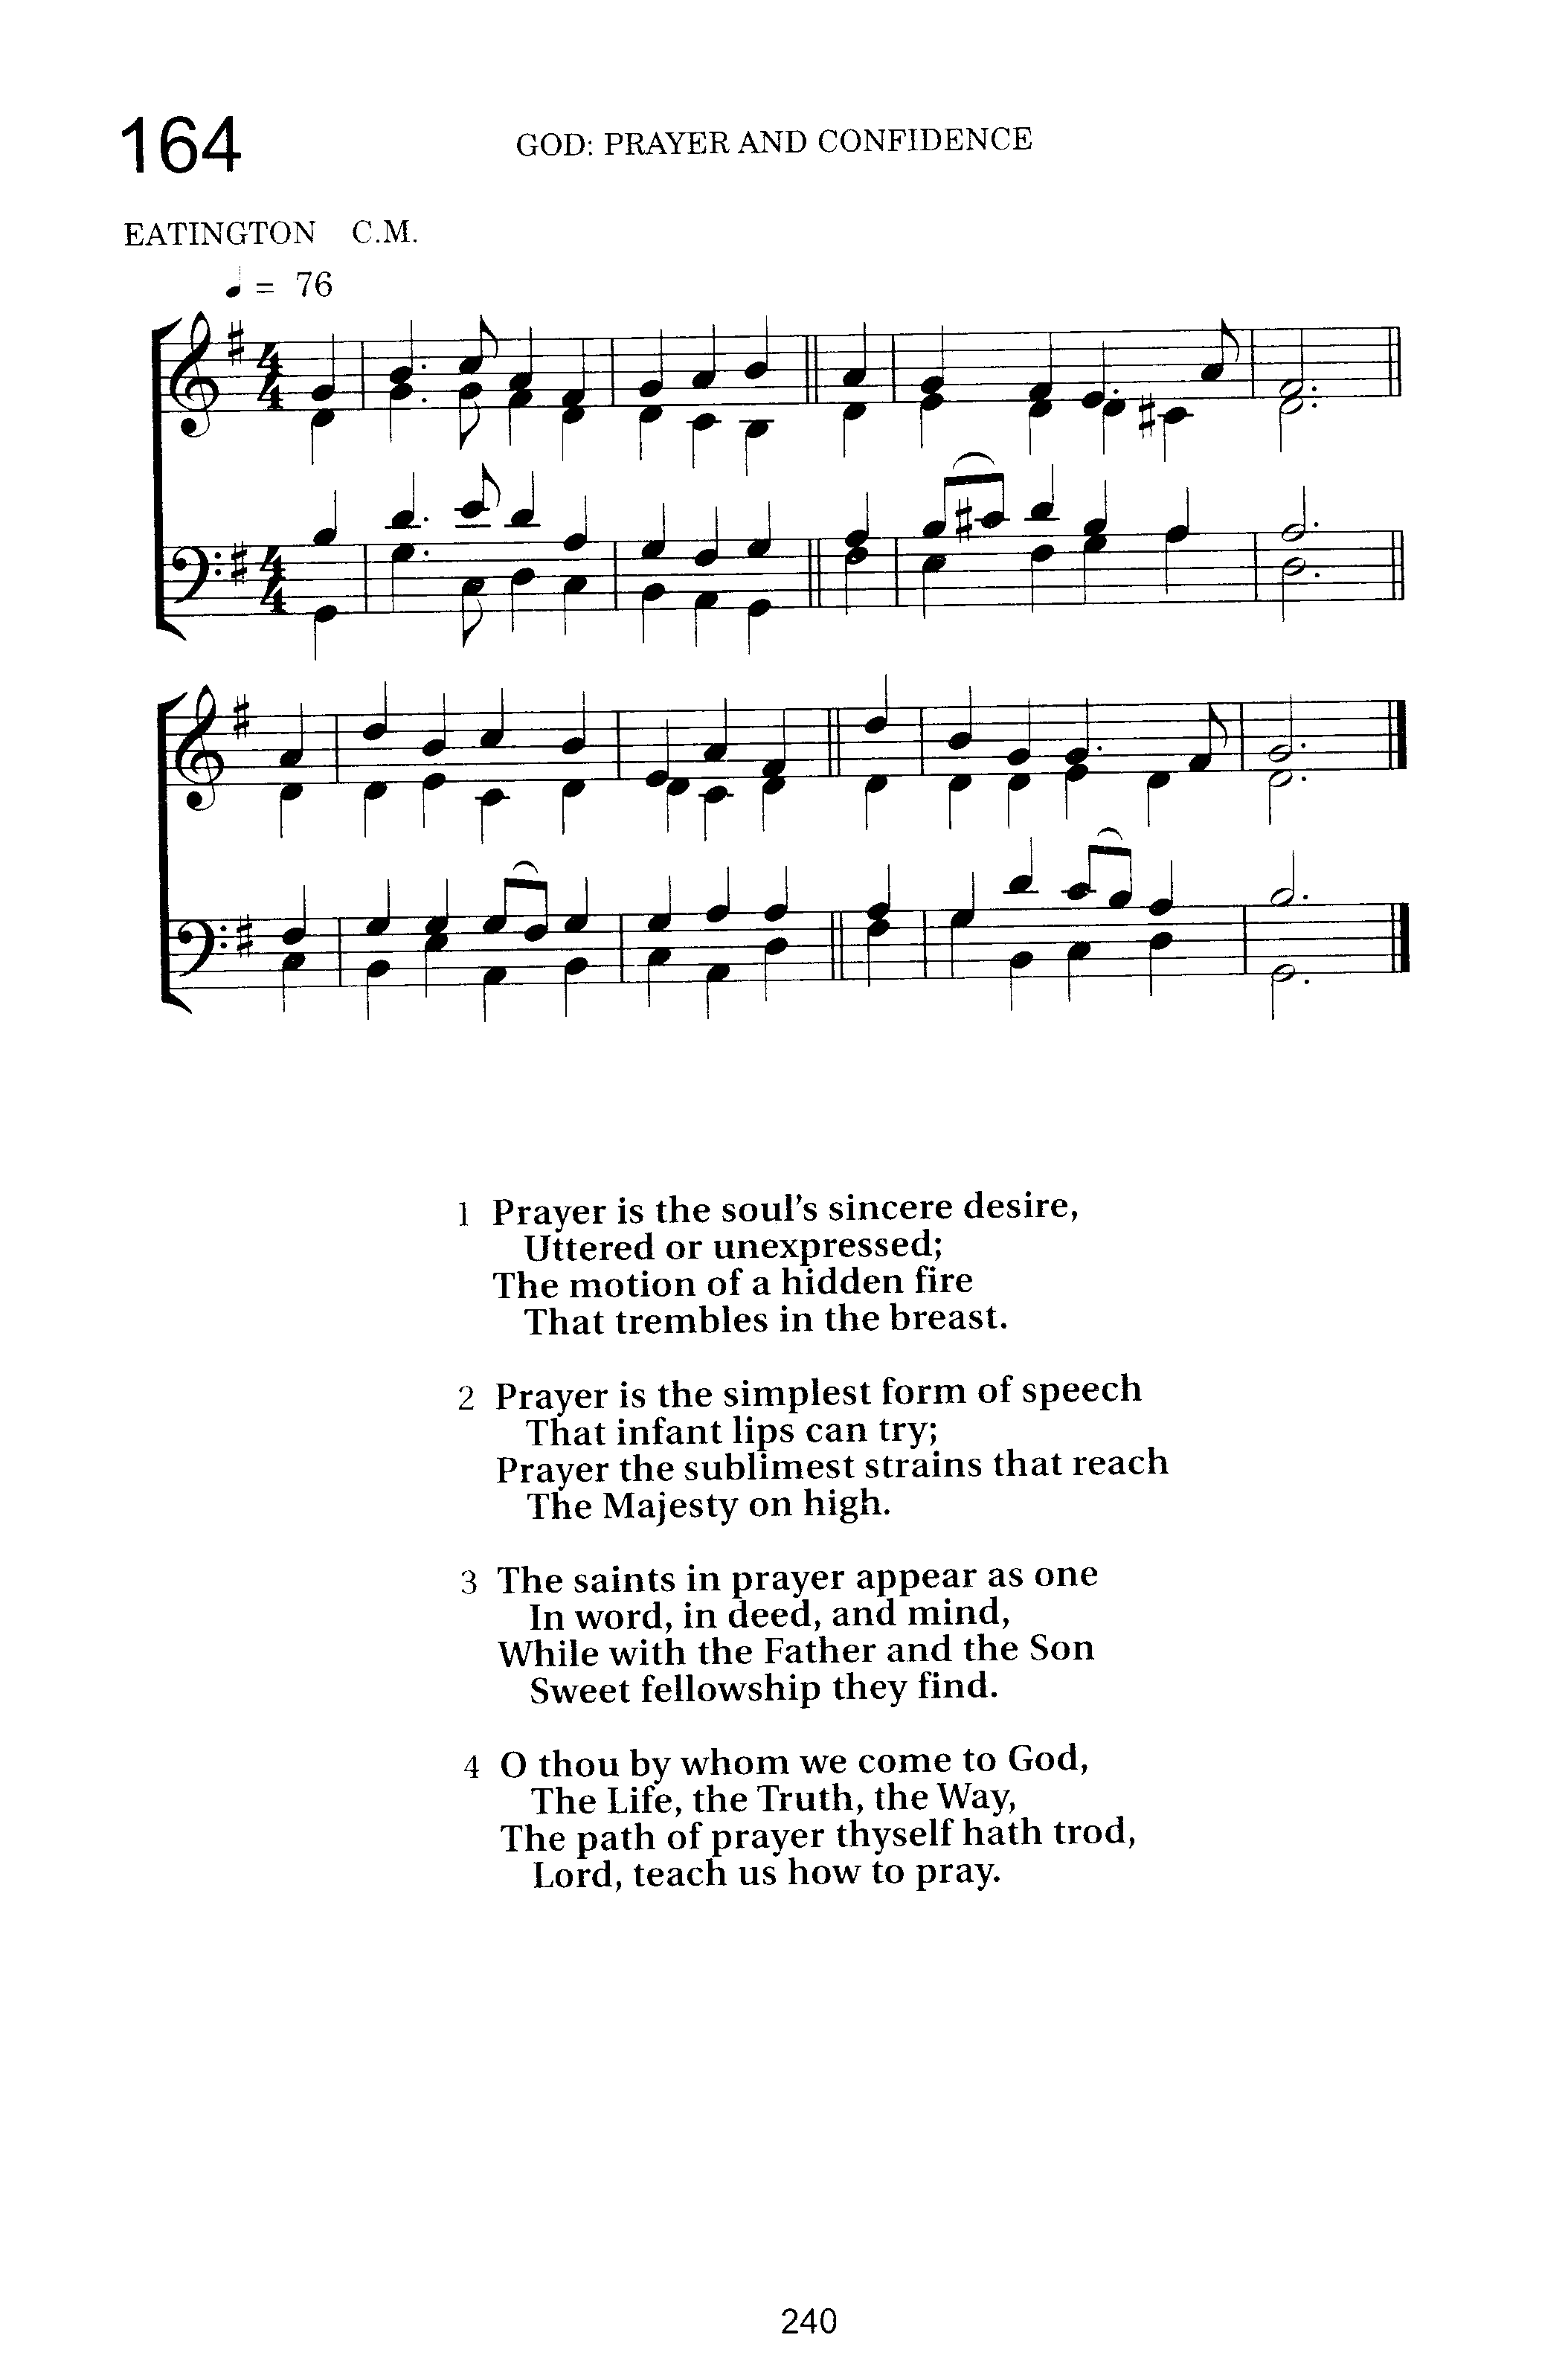 164
GOD: PRAYER AND CONFIDENCE
EATINGTON C.M.
= 76
1 Prayer is the soul's sincere desire,
Uttered or unexpressed;
The motion of a hidden fire
That trembles in the breast.
2 Prayer is the simplest form of speech
That infant lips can try;
Prayer the sublimest strains that reach
The Majesty on high.
3 The saints in prayer appear as one
In word, in deed, and mind,
While with the Father and the Son
Sweet fellowship they find.
4 O thou by whom we come to God,
The Life, the Truth, the Way,
The path of prayer thyself hath trod,
Lord, teach us how to pray.
240